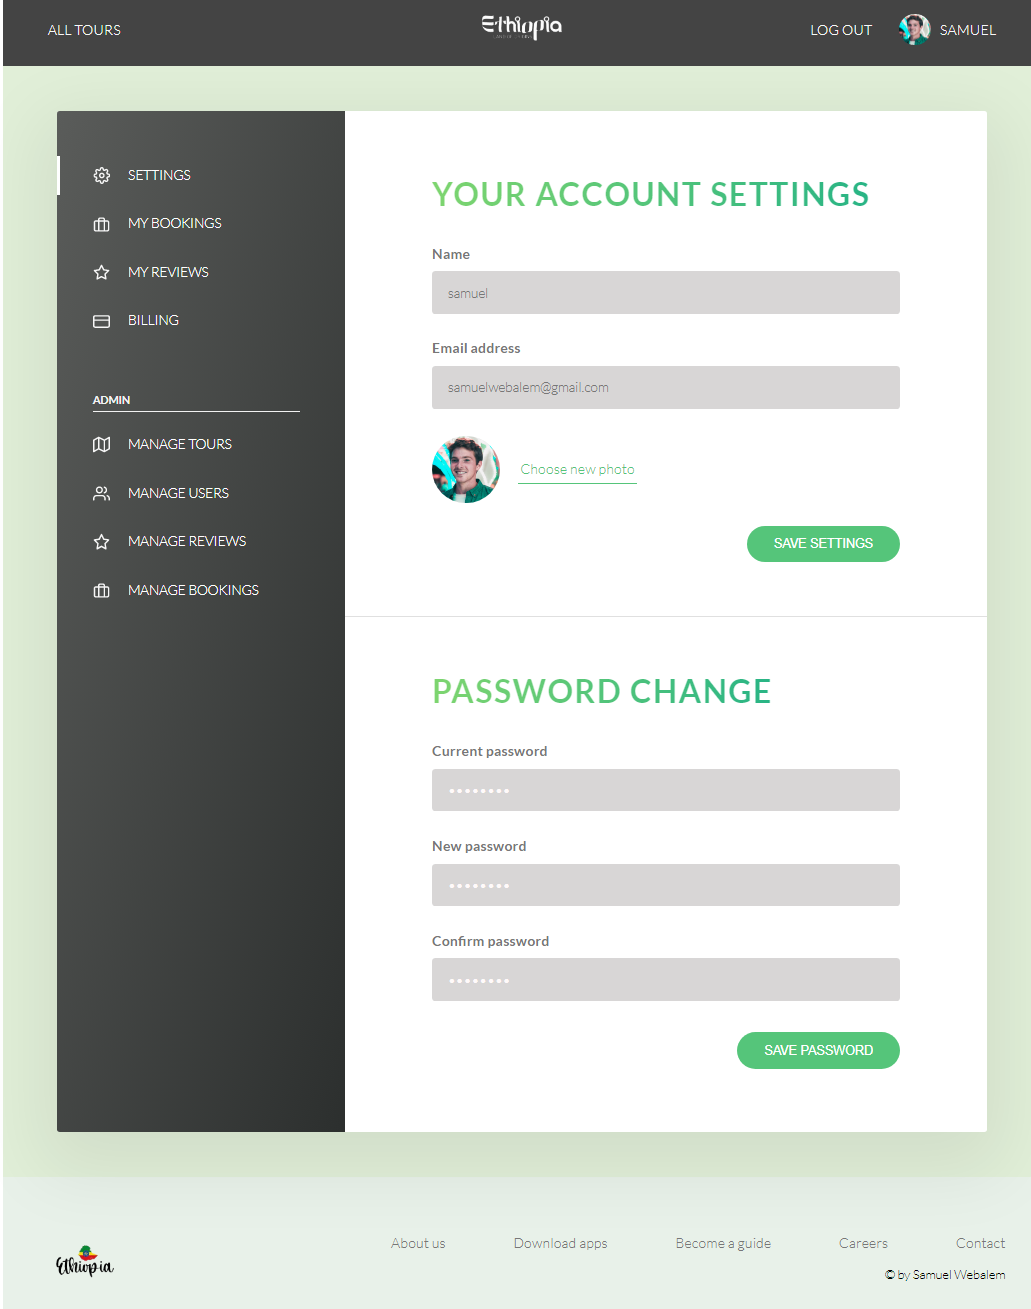 ALL TOURS
Ethiopia
LOG OUT
SAMUEL
SETTINGS
MY BOOKINGS
MY REVIEWS
BILLING
ADMIN
MANAGE TOURS
MANAGE USERS
MANAGE REVIEWS
MANAGE BOOKINGS
YOUR ACCOUNT SETTINGS
Name
samuel
Email address
samuelwebalem@gmail.com
Choose new photo
SAVE SETTINGS
PASSWORD CHANGE
Current password
••••••••
New password
••••••••
Confirm password
••••••••
SAVE PASSWORD
Ethiopia
About us
Download apps
Become a guide
Careers
Contact
© by Samuel Webalem